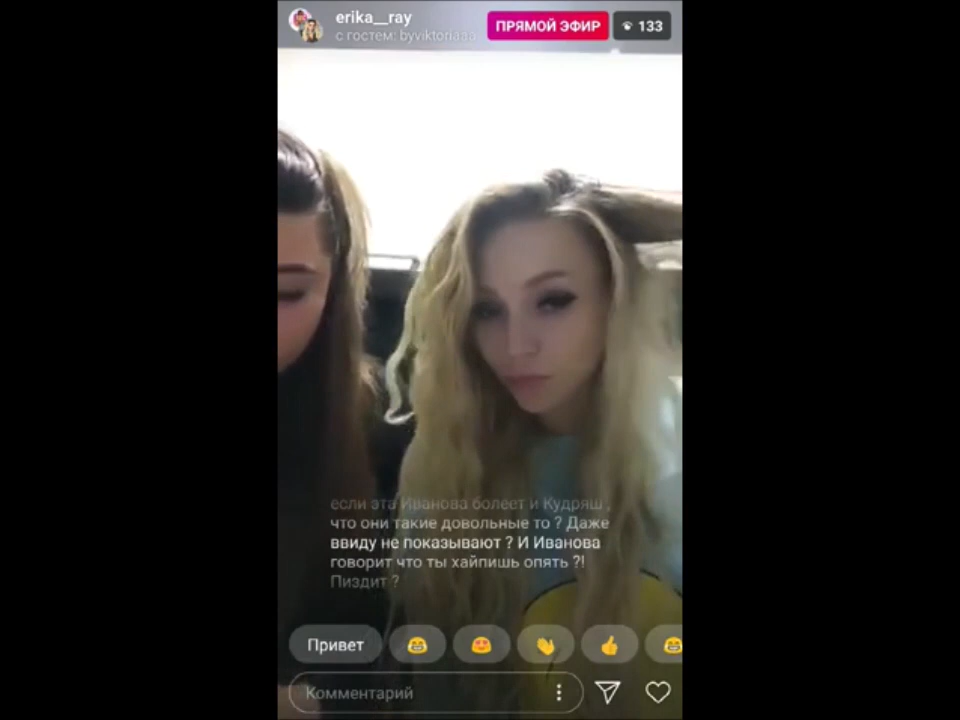 erika__ray
с гостем: byviktoriaaa
ПРЯМОЙ ЭФИР
133
если эта Иванова болеет и Кудряш ,
что они такие довольные то ? Даже
ввиду не показывают ? И Иванова
говорит что ты хайпишь опять ?!
Пиздит ?
Привет
Комментарий